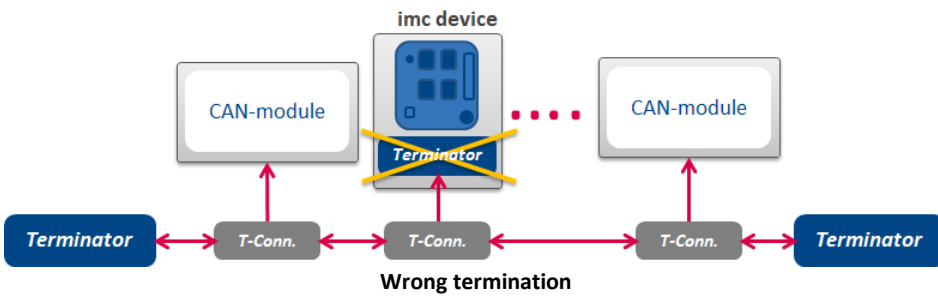 imc device
CAN-module
CAN-module
Terminator
Terminator
T-Conn.
T-Conn.
T-Conn.
Terminator
Wrong termination